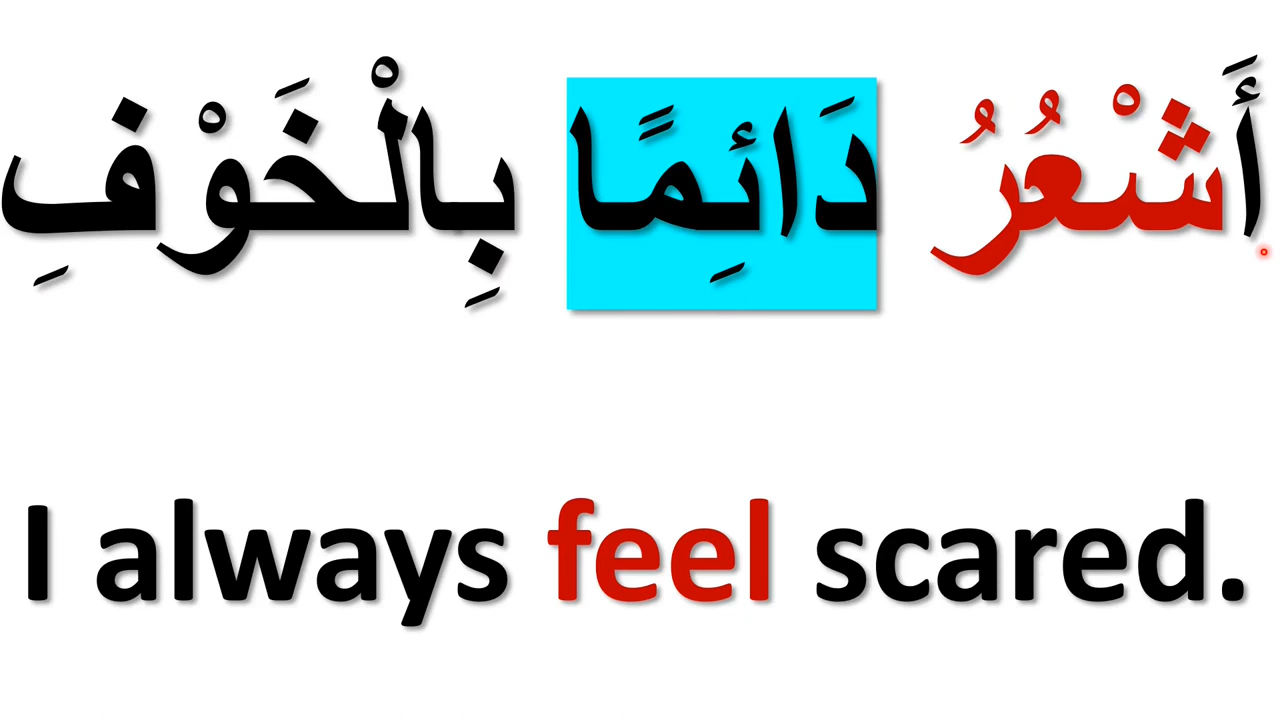 أَشْعُرُ دَائِمًا بِالْخَوْفِ
I always feel scared.